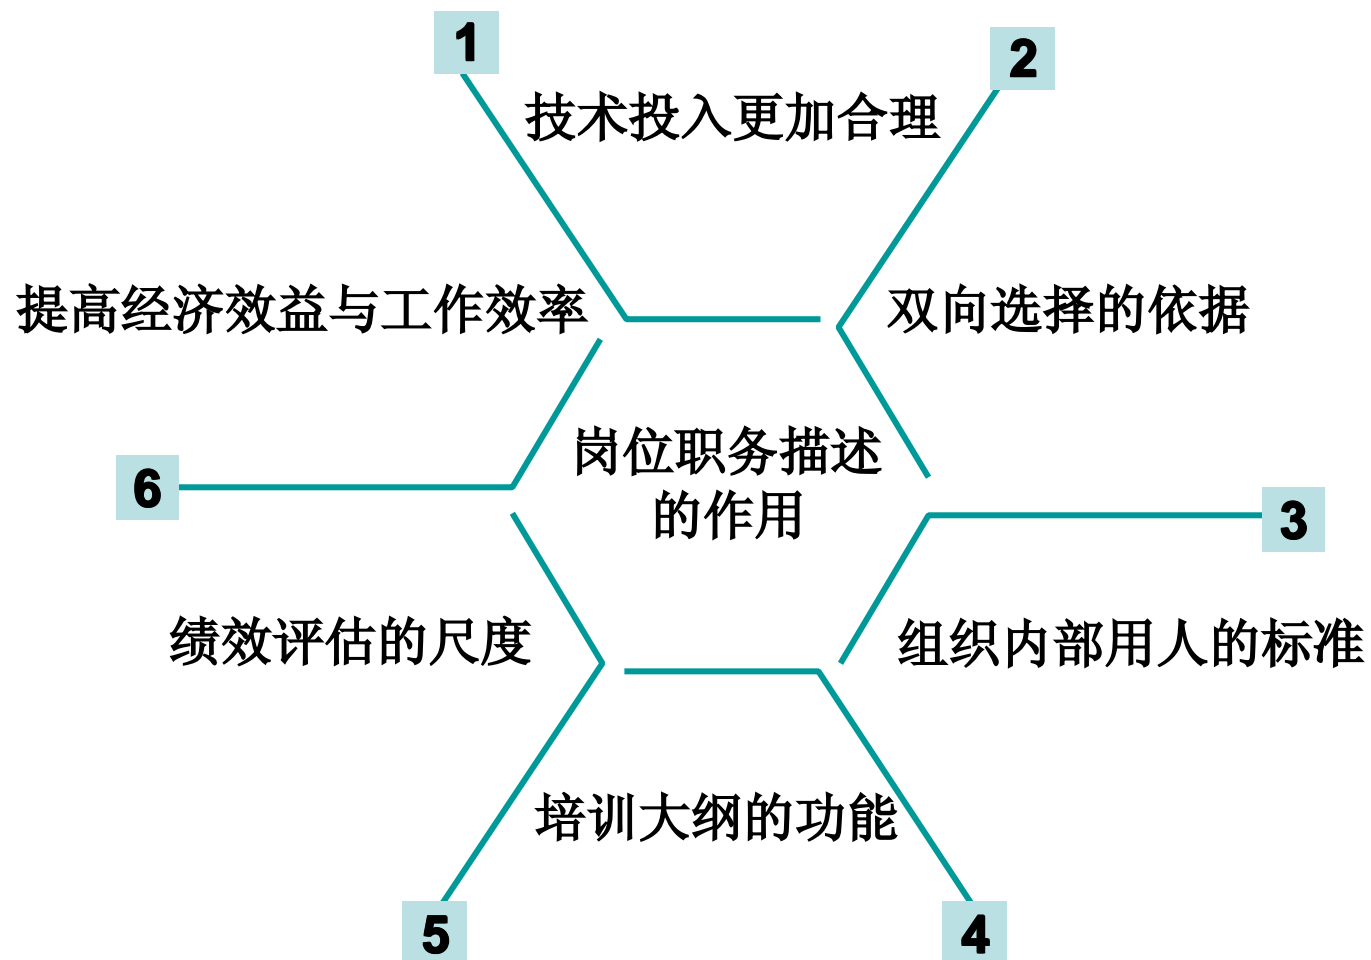 1
2
技术投入更加合理
提高经济效益与工作效率
双向选择的依据
岗位职务描述
的作用
6
3
绩效评估的尺度
组织内部用人的标准
培训大纲的功能
5
4